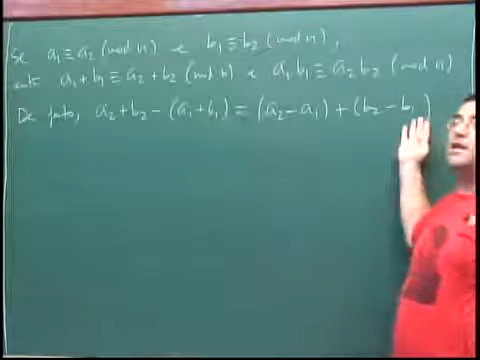 Se a₁ ≡ a₂ (mod n) e b₁ ≡ b₂ (mod n),
então a₁ + b₁ ≡ a₂ + b₂ (mod n) e a₁b₁ ≡ a₂b₂ (mod n)
De fato, a₂ + b₂ - (a₁ + b₁) = (a₂ - a₁) + (b₂ - b₁)